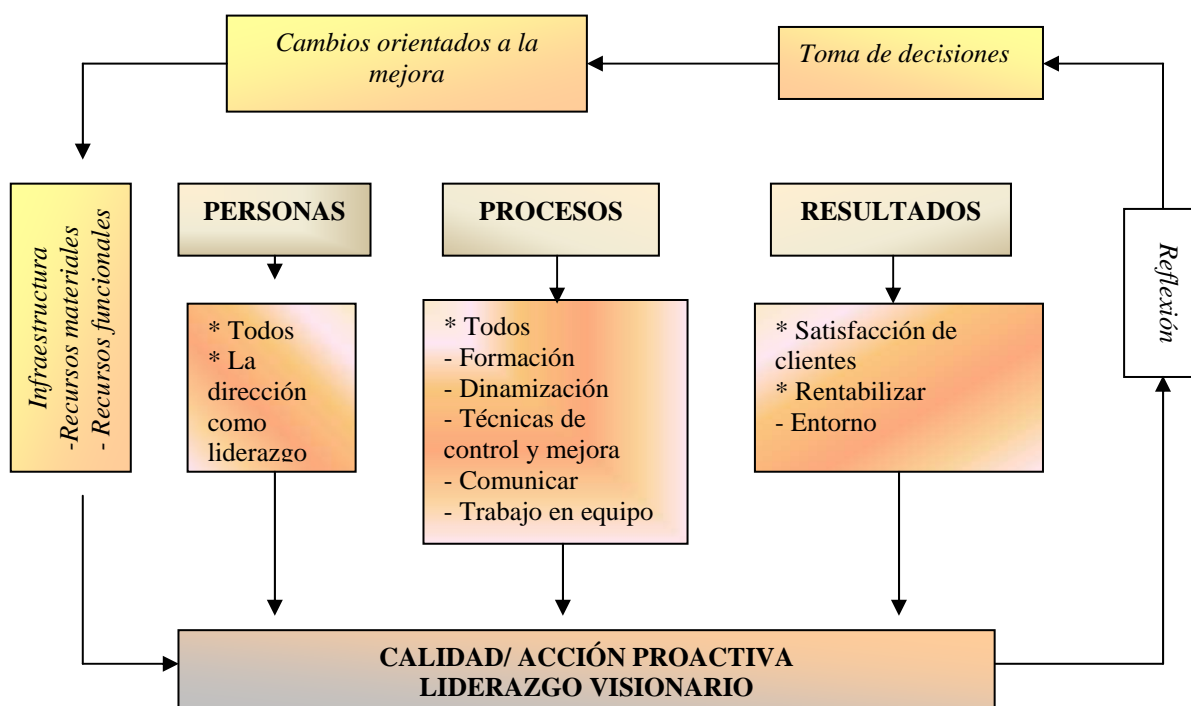 Cambios orientados a la
mejora
Toma de decisiones
Infraestructura
-Recursos materiales
- Recursos funcionales
PERSONAS
PROCESOS
RESULTADOS
Reflexión
* Todos
* La
dirección
como
liderazgo
* Todos
- Formación
- Dinamización
- Técnicas de
control y mejora
- Comunicar
- Trabajo en equipo
* Satisfacción de
clientes
* Rentabilizar
- Entorno
CALIDAD/ ACCIÓN PROACTIVA
LIDERAZGO VISIONARIO